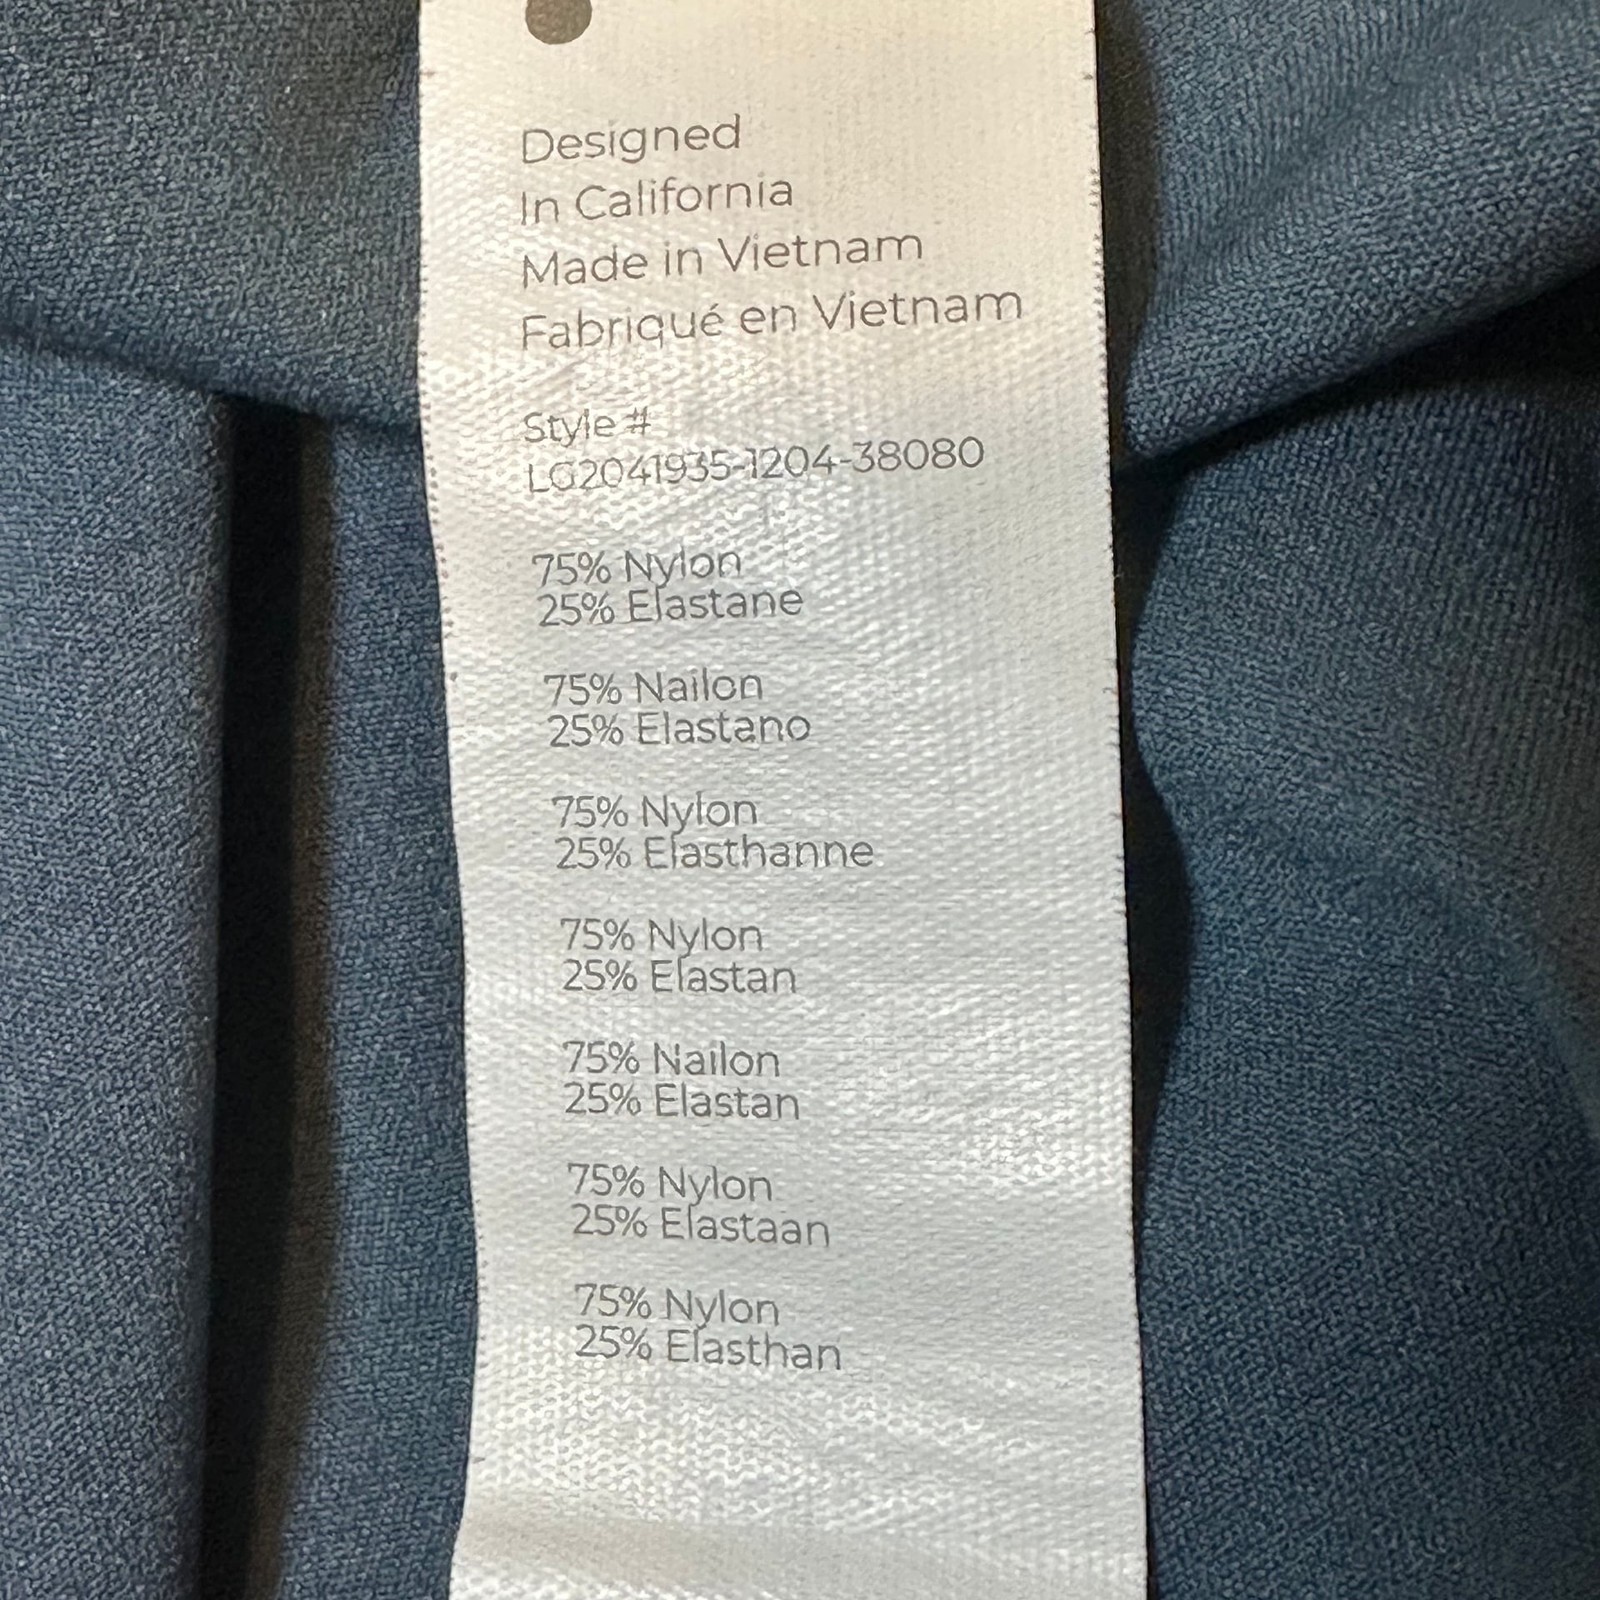 Designed
In California
Made in Vietnam
Fabriqué en Vietnam
Style #
LG2041935-1204-38080
75% Nylon
25% Elastane
75% Nailon
25% Elastano
75% Nylon
25% Elasthanne
75% Nylon
25% Elastan
75% Nailon
25% Elastan
75% Nylon
25% Elastaan
75% Nylon
25% Elasthan